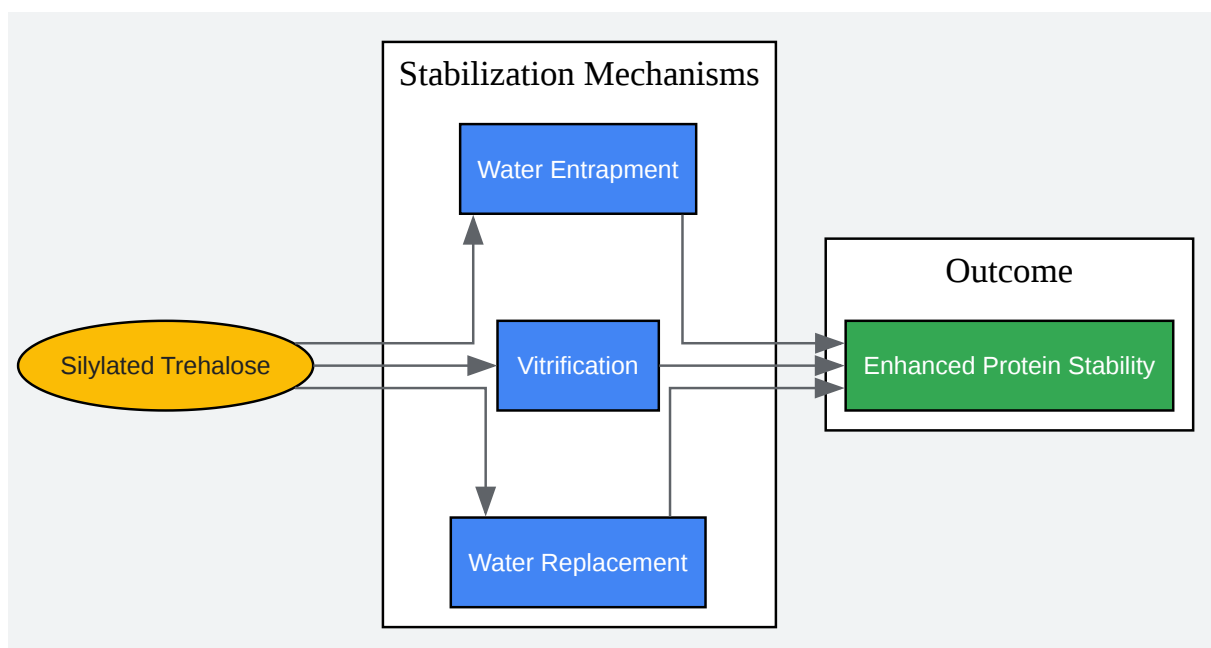 Stabilization Mechanisms
Water Entrapment
Outcome
Silylated Trehalose
Vitrification
Enhanced Protein Stability
Water Replacement